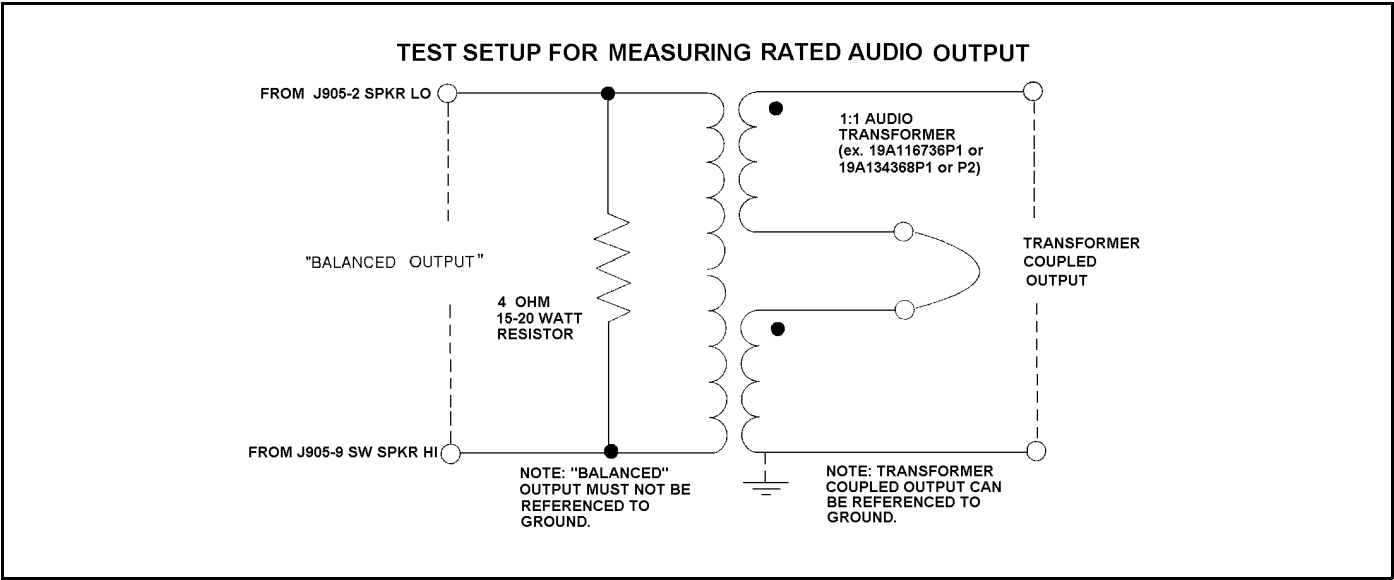 TEST SETUP FOR MEASURING RATED AUDIO OUTPUT
FROM J905-2 SPKR LO
1:1 AUDIO
TRANSFORMER
(ex. 19A116736P1 or
19A134368P1 or P2)
"BALANCED OUTPUT"
TRANSFORMER
COUPLED
OUTPUT
4 OHM
15-20 WATT
RESISTOR
FROM J905-9 SW SPKR HI
NOTE: "BALANCED"
OUTPUT MUST NOT BE
REFERENCED TO
GROUND.
NOTE: TRANSFORMER
COUPLED OUTPUT CAN
BE REFERENCED TO
GROUND.